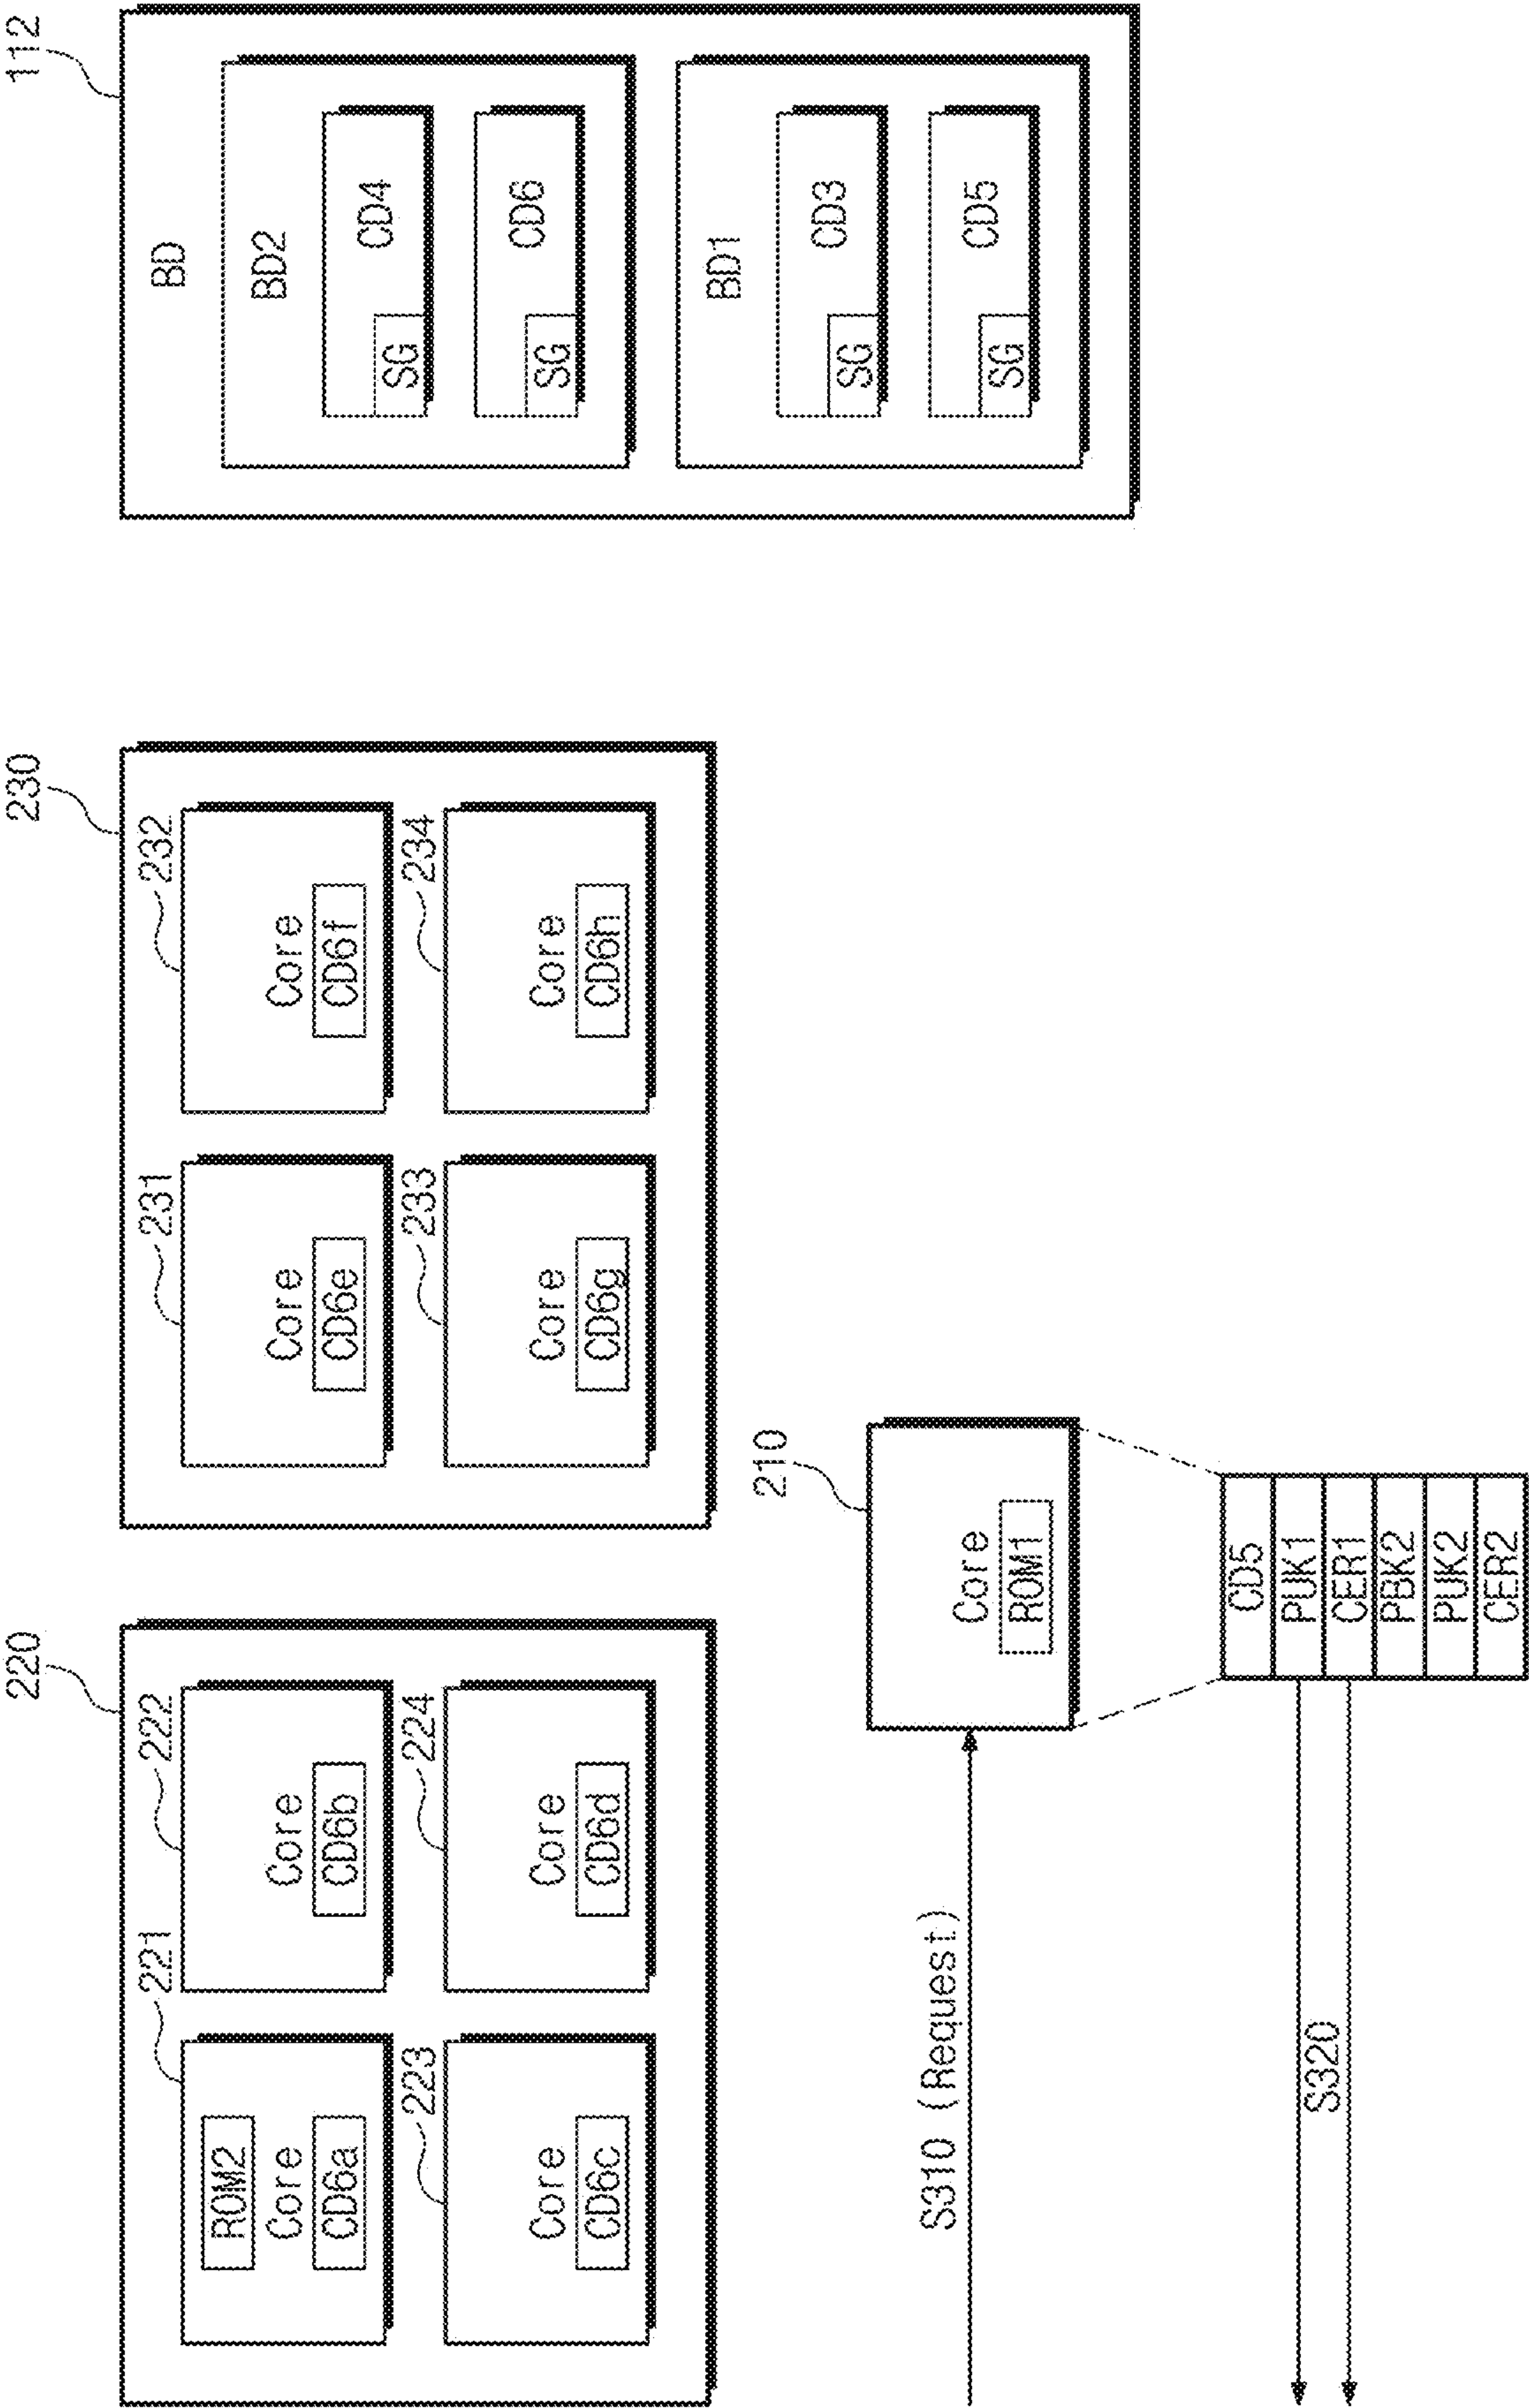 220
221
ROM2
Core
CD6a
222
Core
CD6b
223
Core
CD6c
224
Core
CD6d
230
231
Core
CD6e
232
Core
CD6f
233
Core
CD6g
234
Core
CD6h
112
BD
BD2
CD4
SG
CD6
SG
BD1
CD3
SG
CD5
SG
210
Core
ROM1
S310 (Request)
CD5
PUK1
CER1
PBK2
PUK2
CER2
S320